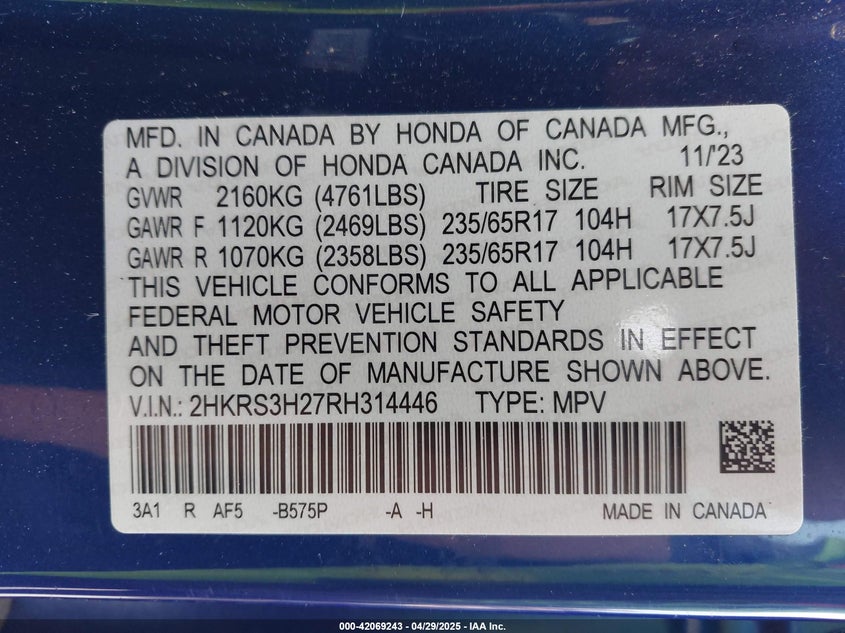 MFD. IN CANADA BY HONDA OF CANADA MFG.,
A DIVISION OF HONDA CANADA INC. 11/'23
GVWR 2160KG (4761LBS) TIRE SIZE RIM SIZE
GAWR F 1120KG (2469LBS) 235/65R17 104H 17X7.5J
GAWR R 1070KG (2358LBS) 235/65R17 104H 17X7.5J
THIS VEHICLE CONFORMS TO ALL APPLICABLE
FEDERAL MOTOR VEHICLE SAFETY
AND THEFT PREVENTION STANDARDS IN EFFECT
ON THE DATE OF MANUFACTURE SHOWN ABOVE.
V.I.N.: 2HKRS3H27RH314446 TYPE: MPV
3A1 R AF5 -B575P -A -H MADE IN CANADA
000-42069243 - 04/29/2025 - IAA Inc.